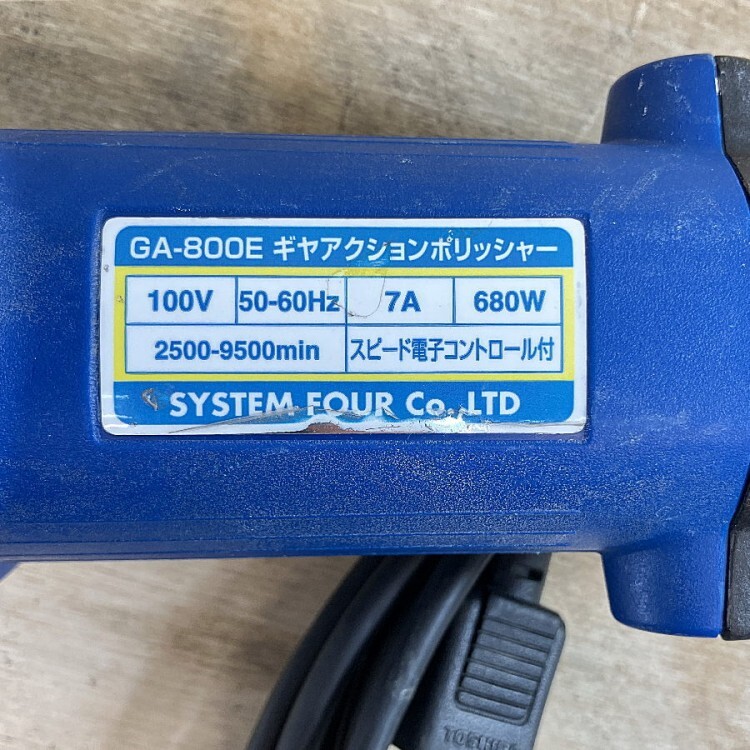 GA-800E ギヤアクションポリッシャー
100V 50-60Hz 7A 680W
2500-9500min スピード電子コントロール付
SYSTEM FOUR Co.,LTD